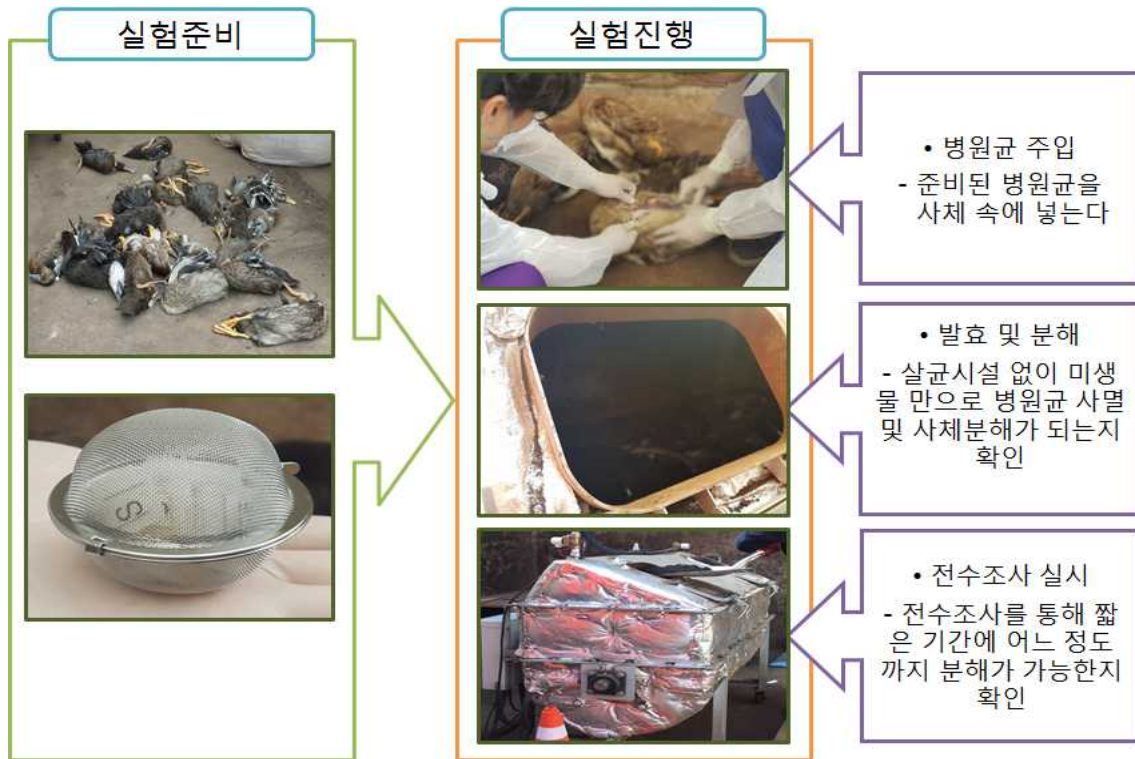 실험준비
실험진행
• 병원균 주입
- 준비된 병원균을
사체 속에 넣는다
• 발효 및 분해
- 살균시설 없이 미생
물 만으로 병원균 사멸
및 사체분해가 되는지
확인
• 전수조사 실시
- 전수조사를 통해 짧
은 기간에 어느 정도
까지 분해가 가능한지
확인
S